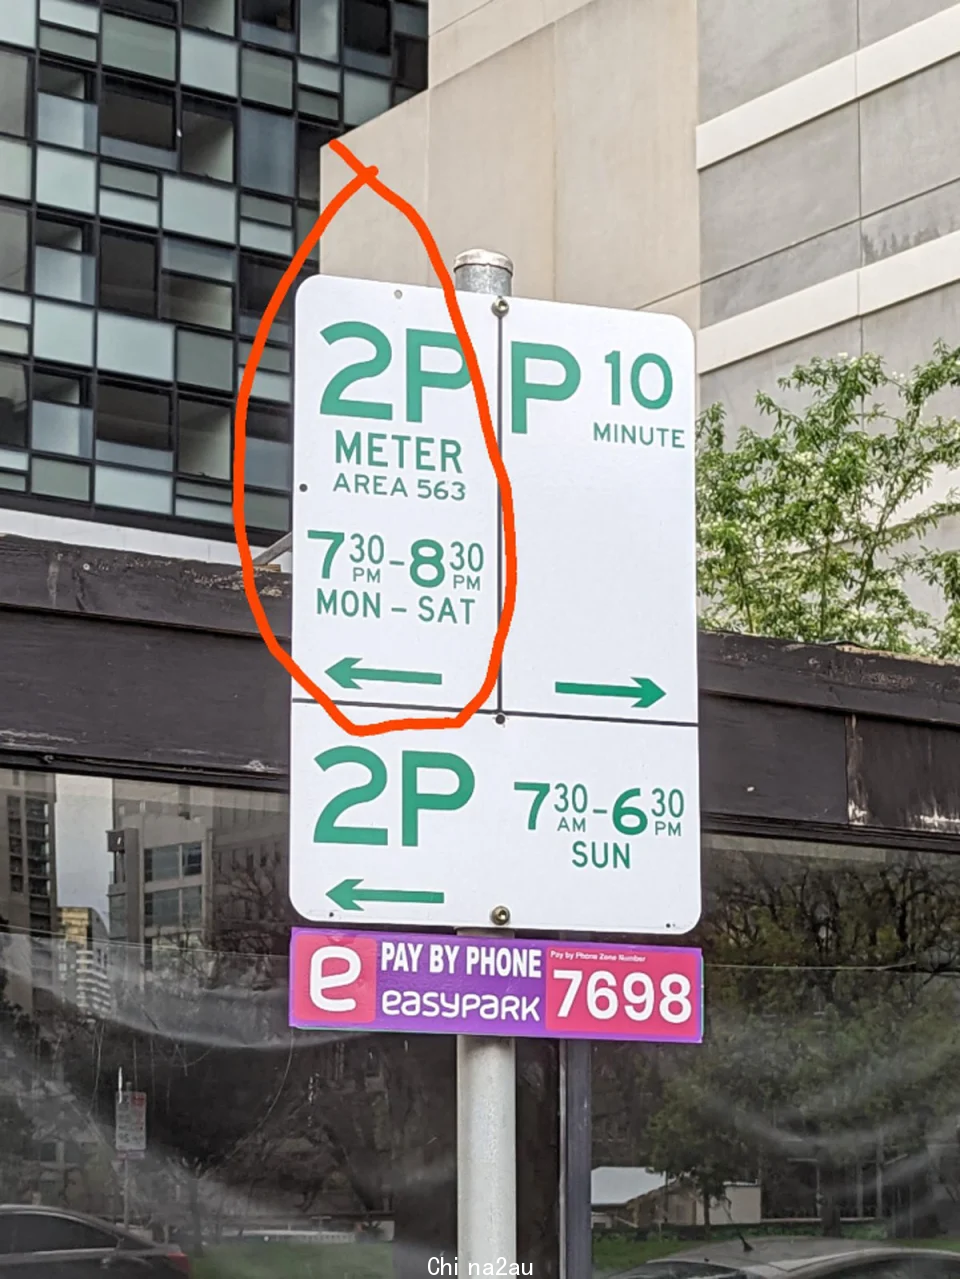 2P
METER
AREA 563
7 30 PM - 8 30 PM
MON - SAT
P 10
MINUTE
2P
7 30 AM - 6 30 PM
SUN
e
PAY BY PHONE
easypark
Pay by Phone Zone Number
7698
Chi na2au